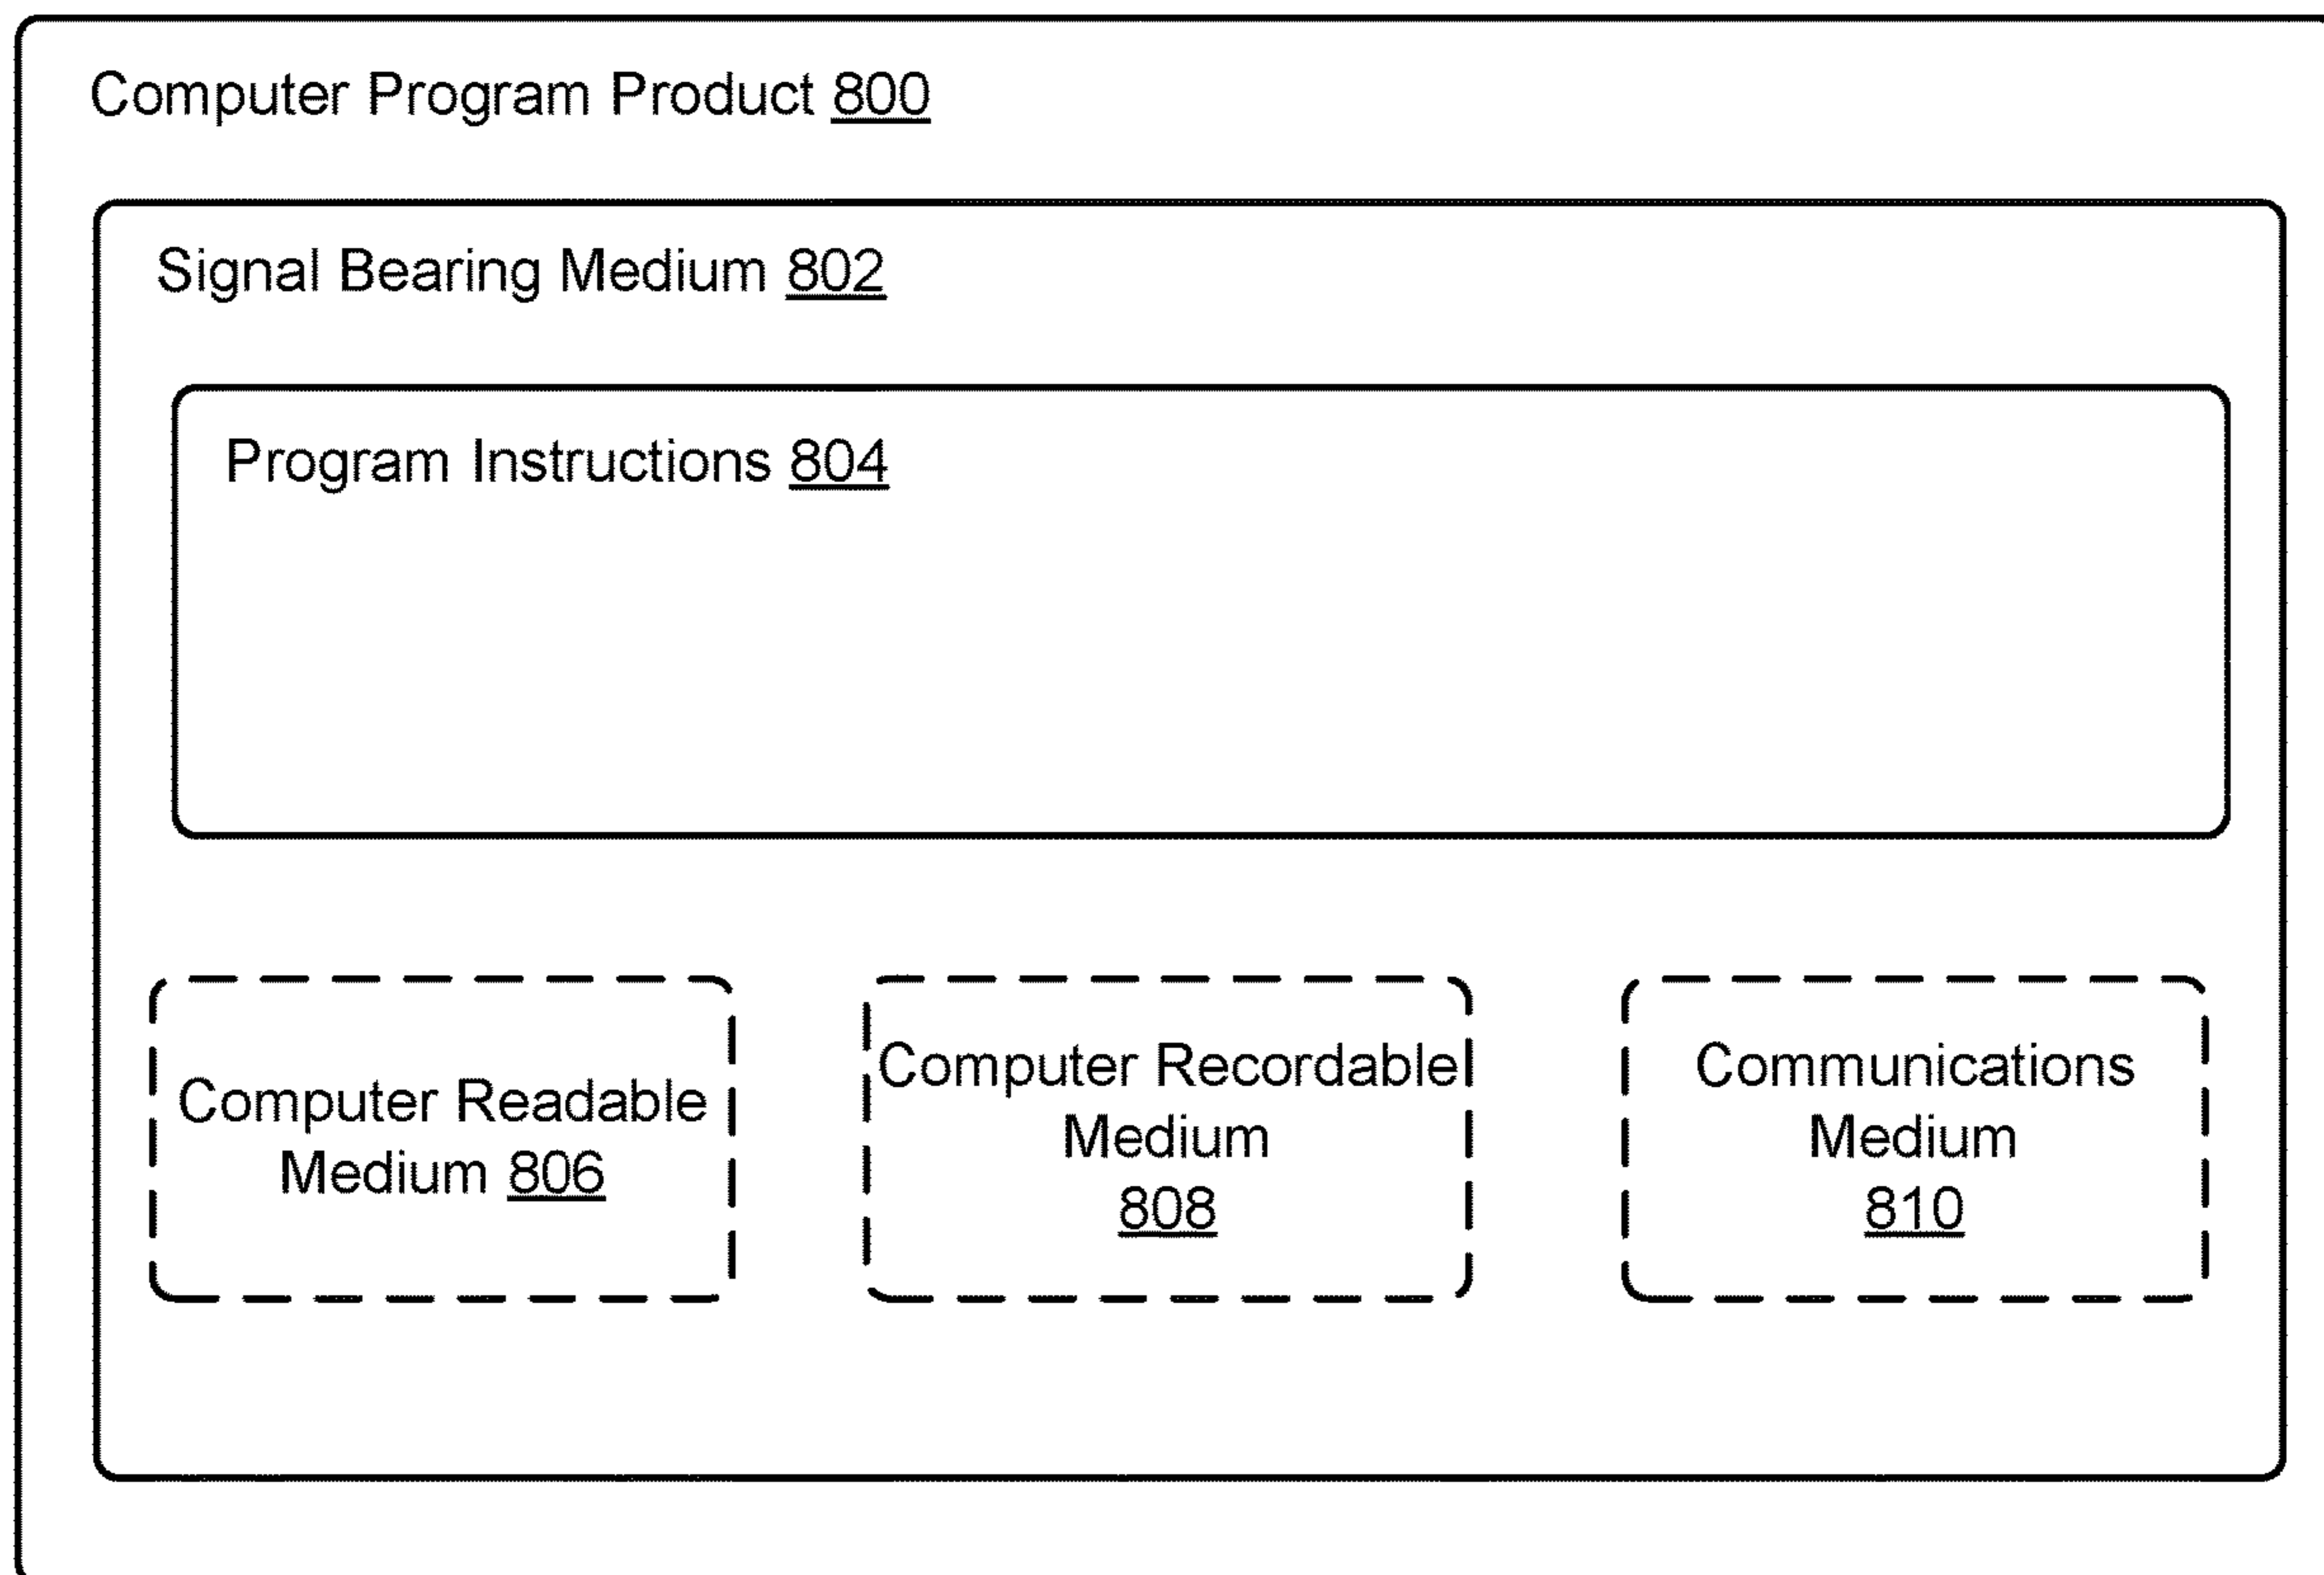 Computer Program Product 800
Signal Bearing Medium 802
Program Instructions 804
Computer Readable
Medium 806
Computer Recordable
Medium
808
Communications
Medium
810